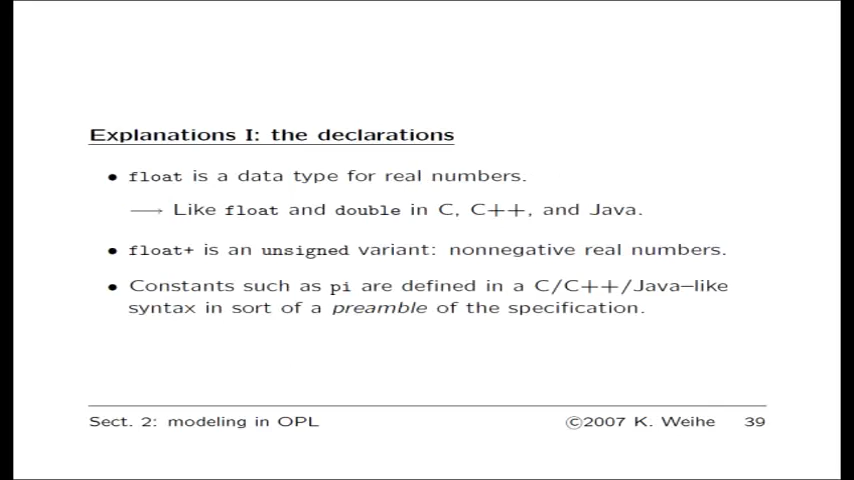 Explanations I: the declarations
• float is a data type for real numbers.
⟶ Like float and double in C, C++, and Java.
• float+ is an unsigned variant: nonnegative real numbers.
• Constants such as pi are defined in a C/C++/Java–like
syntax in sort of a preamble of the specification.
Sect. 2: modeling in OPL ©2007 K. Weihe 39